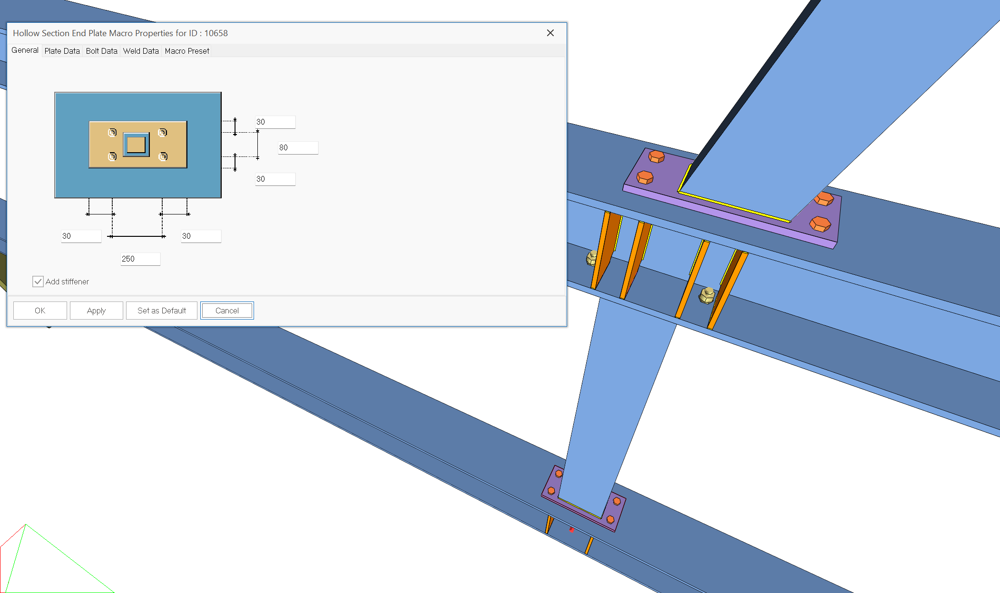 Hollow Section End Plate Macro Properties for ID : 10658
General Plate Data Bolt Data Weld Data Macro Preset
30
80
30
30 30
250
Add stiffener
OK Apply Set as Default Cancel